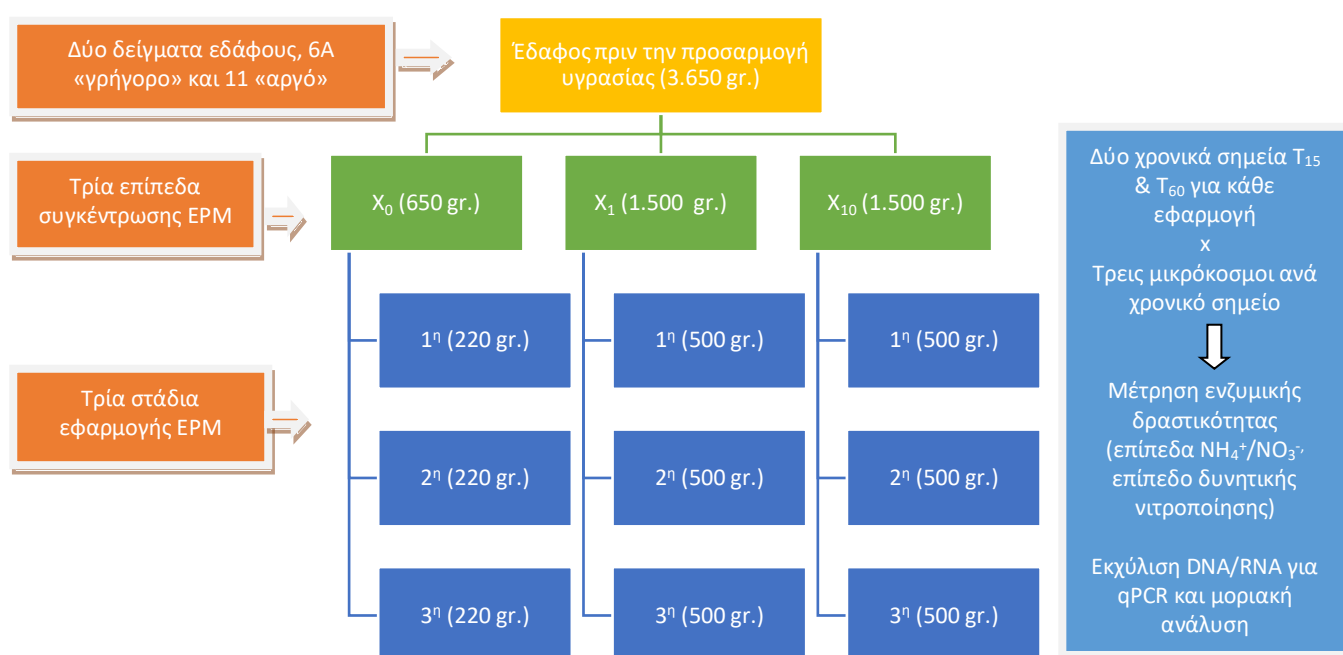 Δύο δείγματα εδάφους, 6Α
«γρήγορο» και 11 «αργό»
Έδαφος πριν την προσαρμογή
υγρασίας (3.650 gr.)
Τρία επίπεδα
συγκέντρωσης EPM
X₀ (650 gr.)
X₁ (1.500 gr.)
X₁₀ (1.500 gr.)
Τρία στάδια
εφαρμογής EPM
1η (220 gr.)
1η (500 gr.)
1η (500 gr.)
2η (220 gr.)
2η (500 gr.)
2η (500 gr.)
3η (220 gr.)
3η (500 gr.)
3η (500 gr.)
Δύο χρονικά σημεία T₁₅
& T₆₀ για κάθε
εφαρμογή
x
Τρεις μικρόκοσμοι ανά
χρονικό σημείο
Μέτρηση ενζυμικής
δραστικότητας
(επίπεδα NH₄⁺/NO₃⁻,
επίπεδο δυνητικής
νιτροποίησης)
Εκχύλιση DNA/RNA για
qPCR και μοριακή
ανάλυση